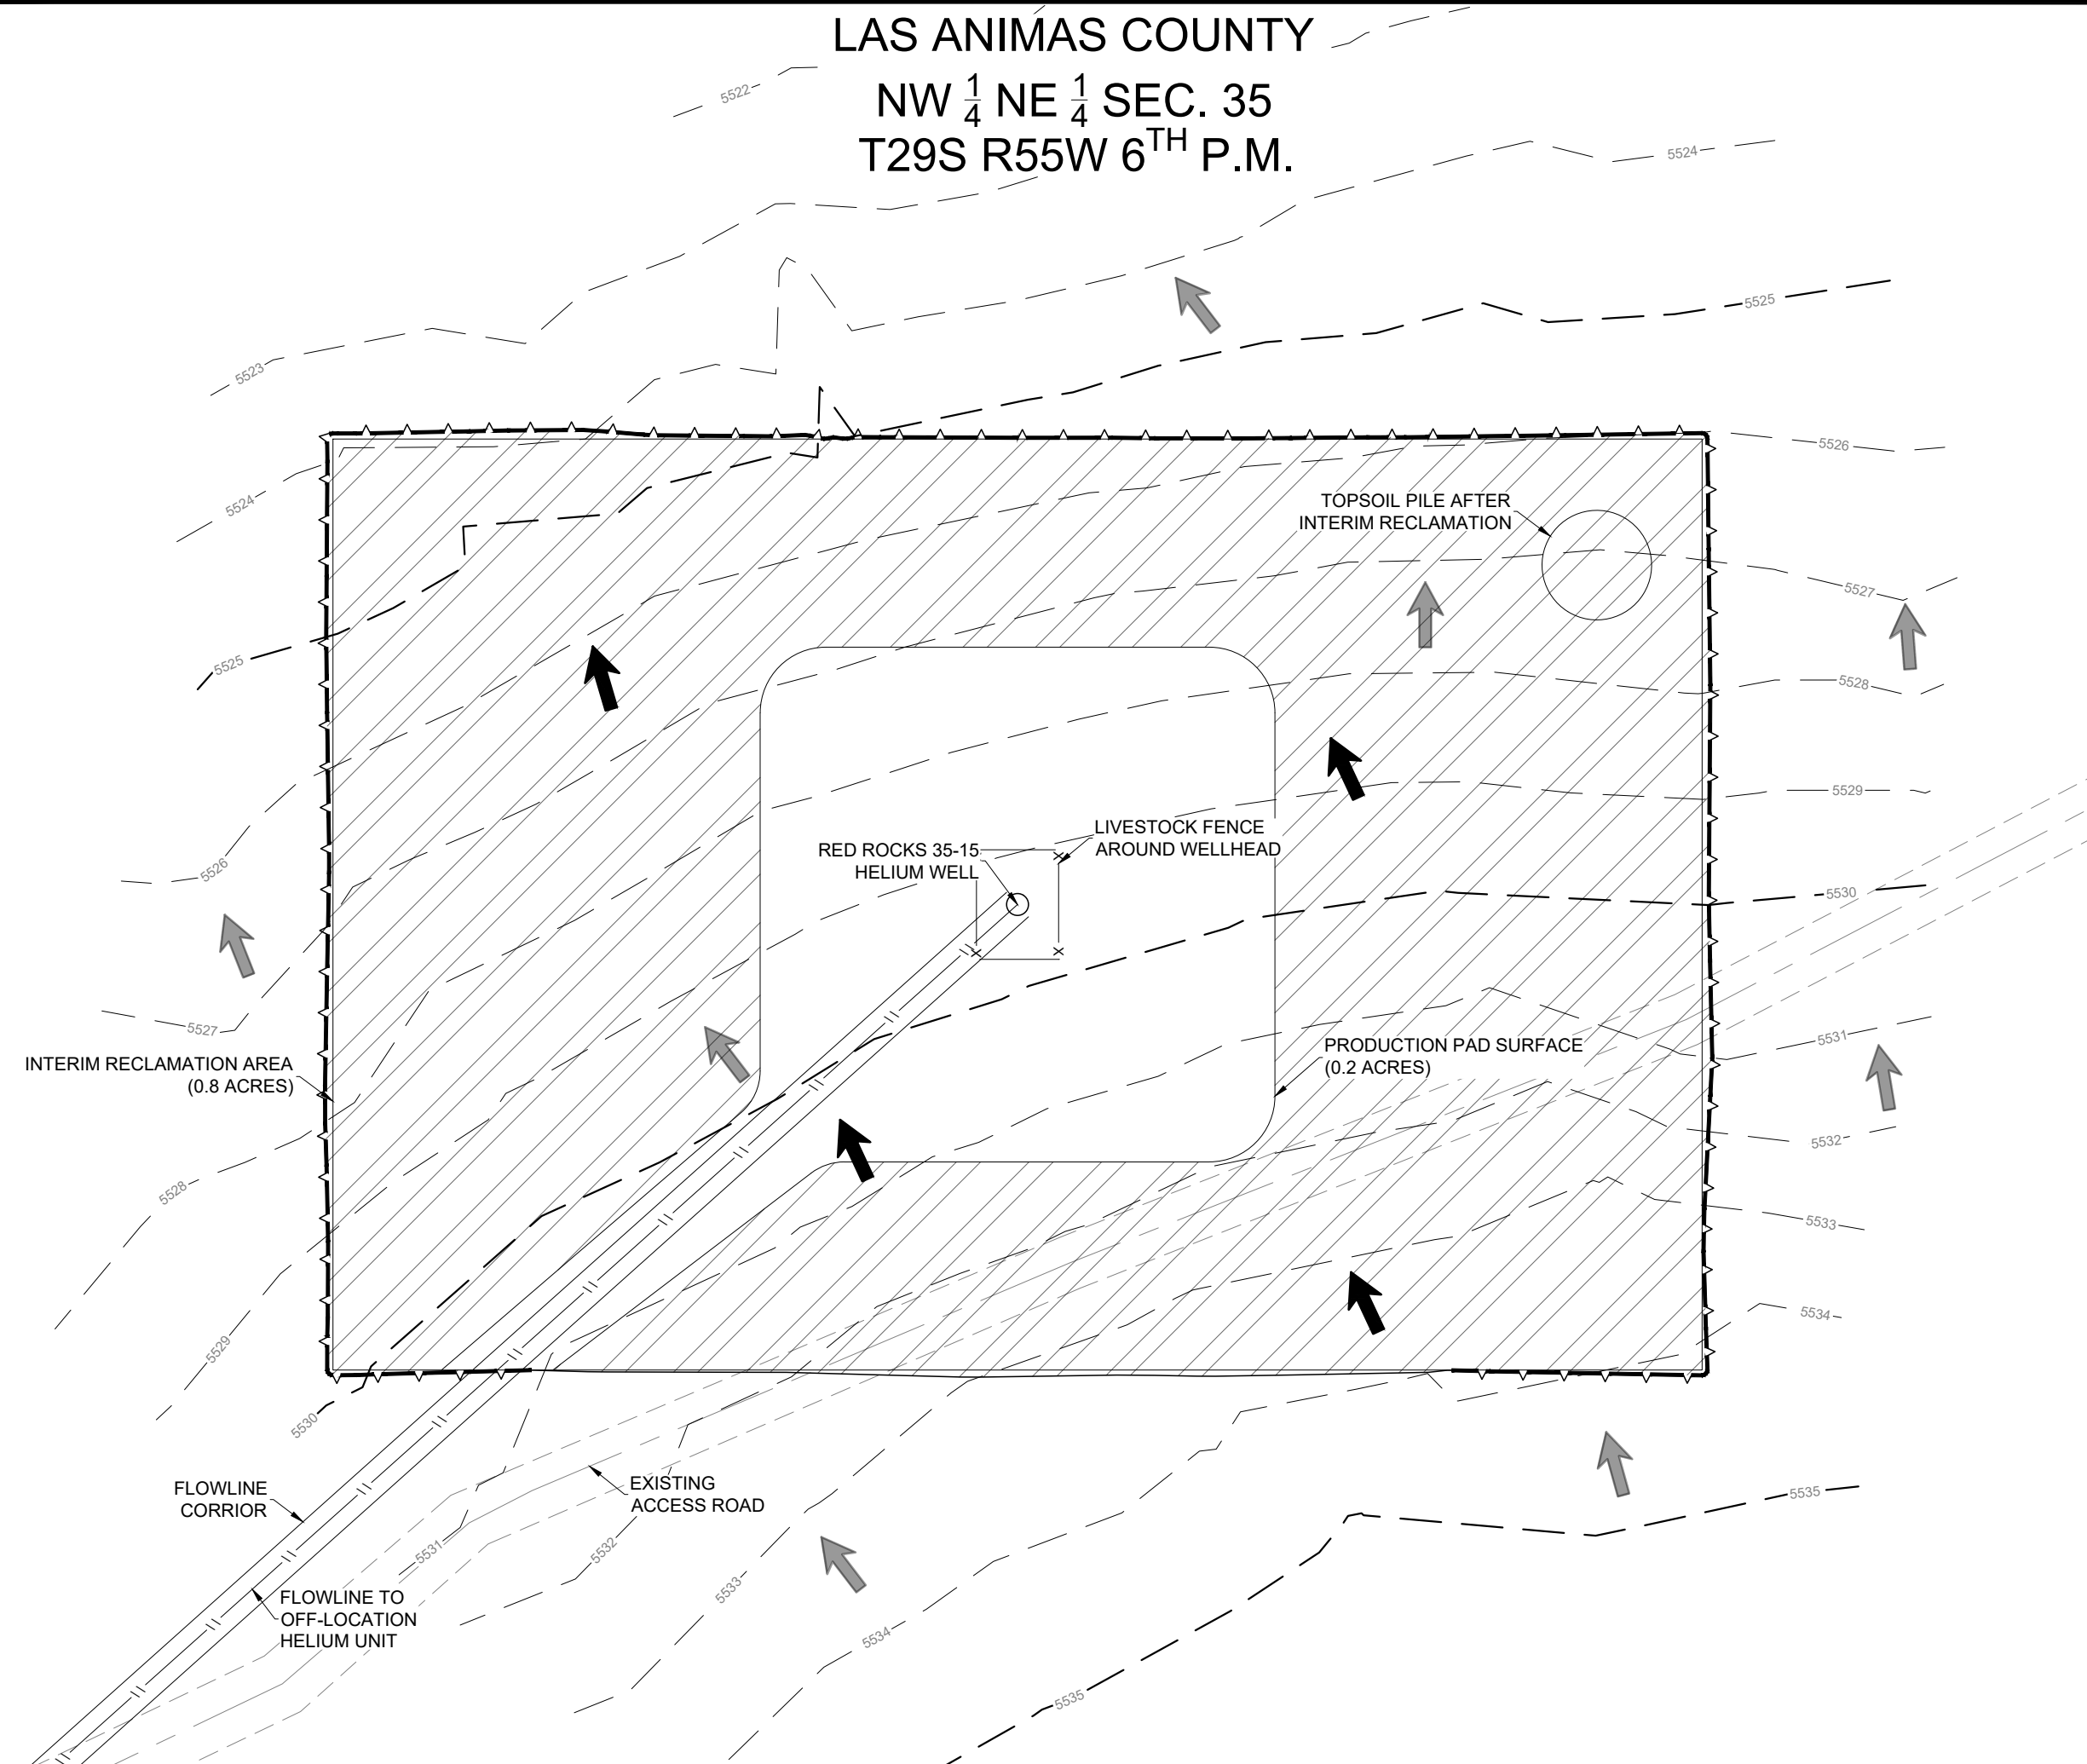 LAS ANIMAS COUNTY
NW 1/4 NE 1/4 SEC. 35
T29S R55W 6TH P.M.
5522
5524
5525
5523
5526
5524
TOPSOIL PILE AFTER
INTERIM RECLAMATION
5527
5525
5528
5529
LIVESTOCK FENCE
AROUND WELLHEAD
RED ROCKS 35-15
HELIUM WELL
5526
5530
5527
5531
PRODUCTION PAD SURFACE
(0.2 ACRES)
INTERIM RECLAMATION AREA
(0.8 ACRES)
5532
5528
5533
5534
5529
5530
FLOWLINE
CORRIOR
EXISTING
ACCESS ROAD
5535
5531
5532
5533
FLOWLINE TO
OFF-LOCATION
HELIUM UNIT
5534
5535